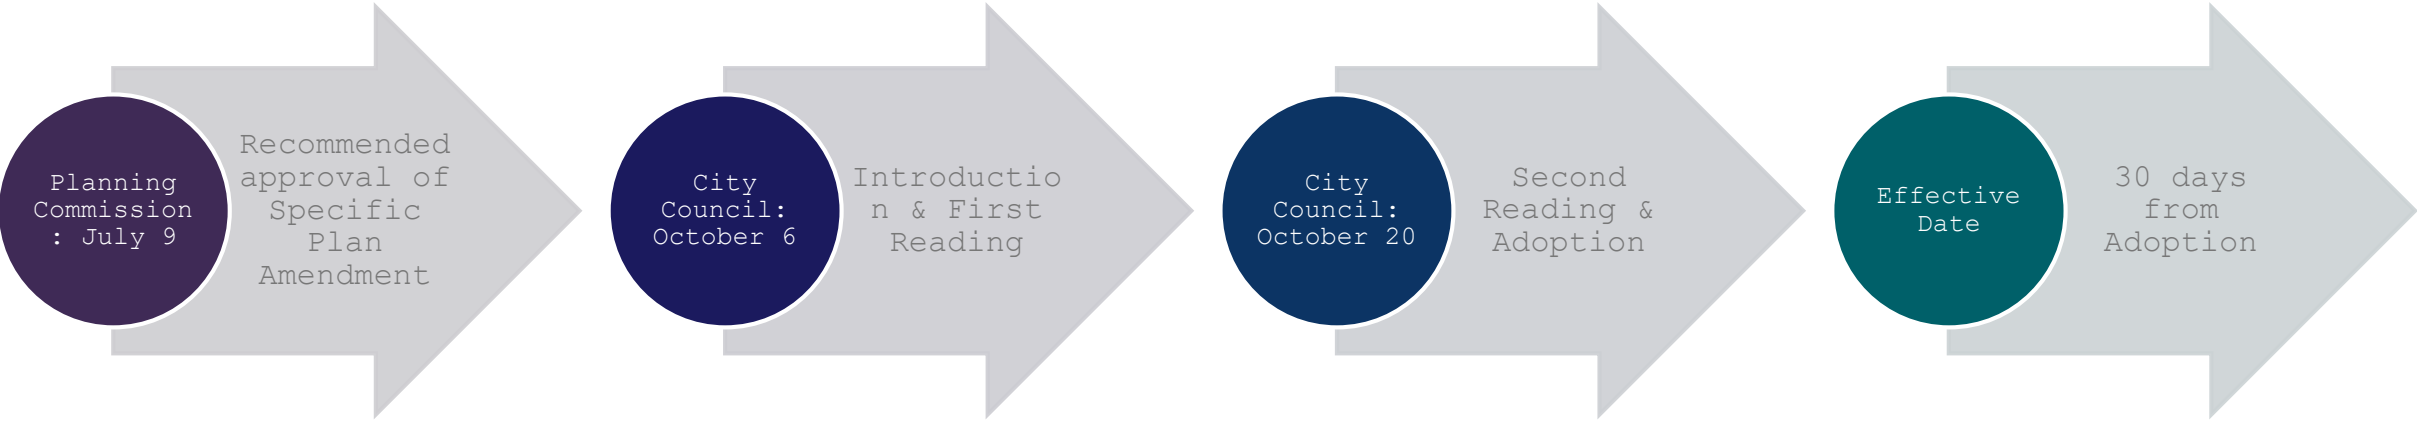 Planning
Commission
: July 9
Recommended
approval of
Specific
Plan
Amendment
City
Council:
October 6
Introductio
n & First
Reading
City
Council:
October 20
Second
Reading &
Adoption
Effective
Date
30 days
from
Adoption